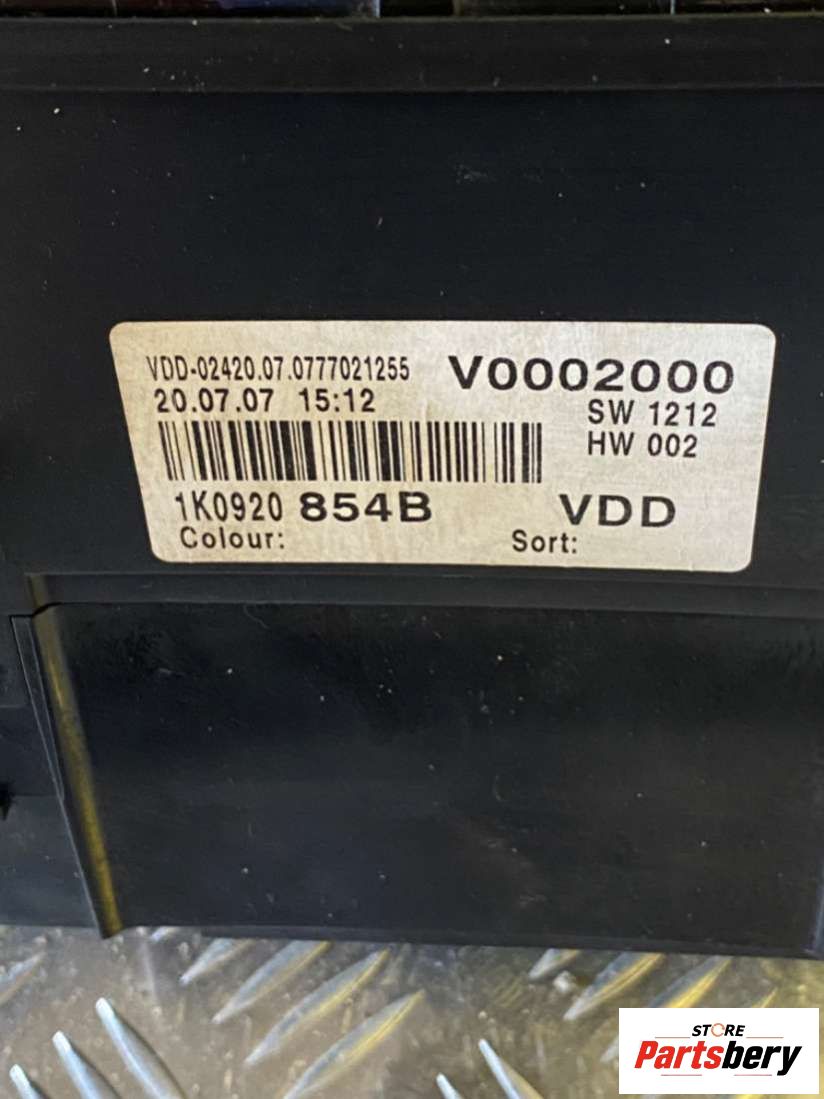 VDD-02420.07.0777021255 V0002000
20.07.07 15:12 SW 1212
HW 002
1K0920 854B VDD
Colour: Sort:
STORE
Partsbery